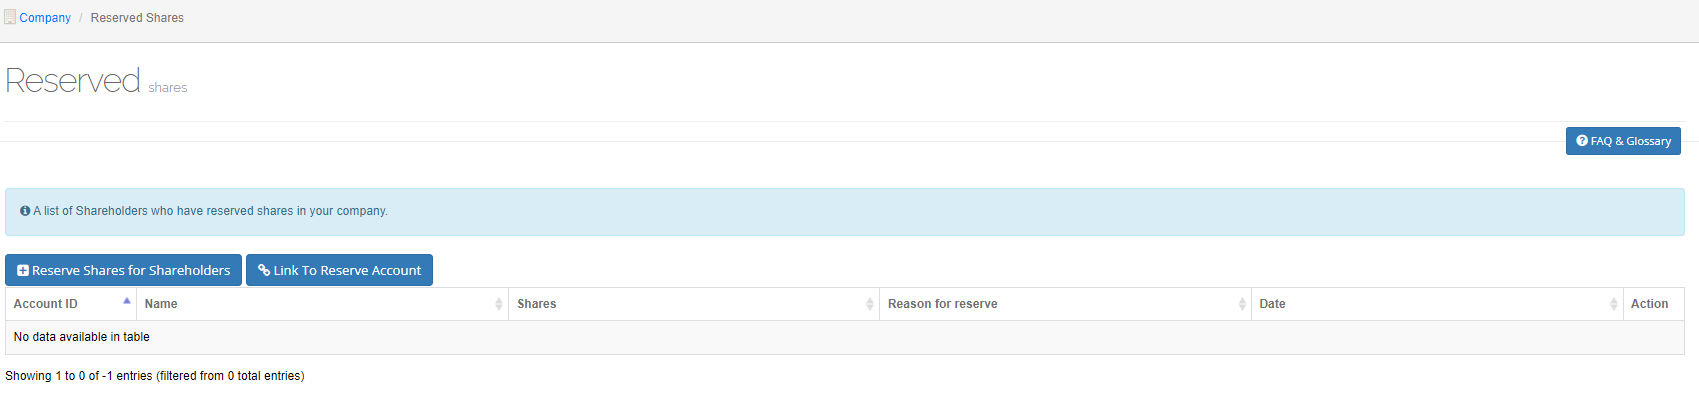 Company / Reserved Shares
Reserved shares
FAQ & Glossary
A list of Shareholders who have reserved shares in your company.
Reserve Shares for Shareholders Link To Reserve Account
Account ID Name Shares Reason for reserve Date Action
No data available in table
Showing 1 to 0 of -1 entries (filtered from 0 total entries)